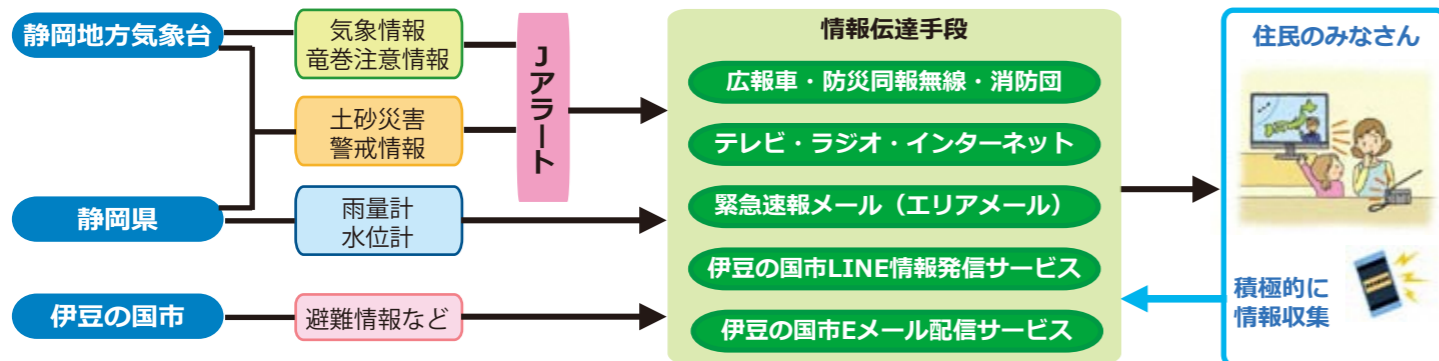 静岡地方気象台
気象情報
竜巻注意情報
土砂災害
警戒情報
Jアラート
静岡県
雨量計
水位計
伊豆の国市
避難情報など
情報伝達手段
広報車・防災同報無線・消防団
テレビ・ラジオ・インターネット
緊急速報メール（エリアメール）
伊豆の国市LINE情報発信サービス
伊豆の国市Eメール配信サービス
住民のみなさん
積極的に
情報収集